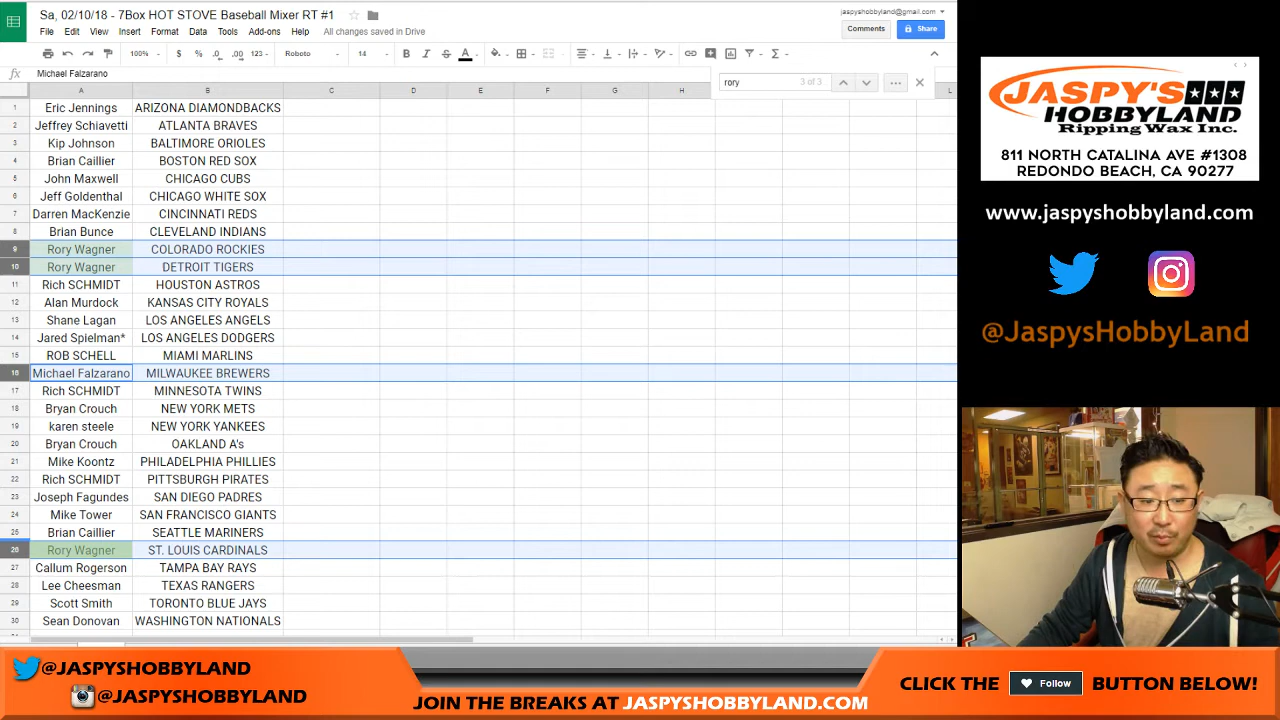 Sa, 02/10/18 - 7Box HOT STOVE Baseball Mixer RT #1
jaspyshobbyland@gmail.com
File Edit View Insert Format Data Tools Add-ons Help All changes saved in Drive
Comments Share
100% $ % .0 .00 123 Roboto 14 B I S A
fx Michael Falzarano
rory 3 of 3
A B C D E F G H L
1 Eric Jennings ARIZONA DIAMONDBACKS
2 Jeffrey Schiavetti ATLANTA BRAVES
3 Kip Johnson BALTIMORE ORIOLES
4 Brian Caillier BOSTON RED SOX
5 John Maxwell CHICAGO CUBS
6 Jeff Goldenthal CHICAGO WHITE SOX
7 Darren MacKenzie CINCINNATI REDS
8 Brian Bunce CLEVELAND INDIANS
9 Rory Wagner COLORADO ROCKIES
10 Rory Wagner DETROIT TIGERS
11 Rich SCHMIDT HOUSTON ASTROS
12 Alan Murdock KANSAS CITY ROYALS
13 Shane Lagan LOS ANGELES ANGELS
14 Jared Spielman* LOS ANGELES DODGERS
15 ROB SCHELL MIAMI MARLINS
16 Michael Falzarano MILWAUKEE BREWERS
17 Rich SCHMIDT MINNESOTA TWINS
18 Bryan Crouch NEW YORK METS
19 karen steele NEW YORK YANKEES
20 Bryan Crouch OAKLAND A's
21 Mike Koontz PHILADELPHIA PHILLIES
22 Rich SCHMIDT PITTSBURGH PIRATES
23 Joseph Fagundes SAN DIEGO PADRES
24 Mike Tower SAN FRANCISCO GIANTS
25 Brian Caillier SEATTLE MARINERS
26 Rory Wagner ST. LOUIS CARDINALS
27 Callum Rogerson TAMPA BAY RAYS
28 Lee Cheesman TEXAS RANGERS
29 Scott Smith TORONTO BLUE JAYS
30 Sean Donovan WASHINGTON NATIONALS
JASPY'S
HOBBYLAND
Ripping Wax Inc.
811 NORTH CATALINA AVE #1308
REDONDO BEACH, CA 90277
www.jaspyshobbyland.com
@JaspysHobbyLand
@JASPYSHOBBYLAND
@JASPYSHOBBYLAND
JOIN THE BREAKS AT JASPYSHOBBYLAND.COM
CLICK THE Follow BUTTON BELOW!